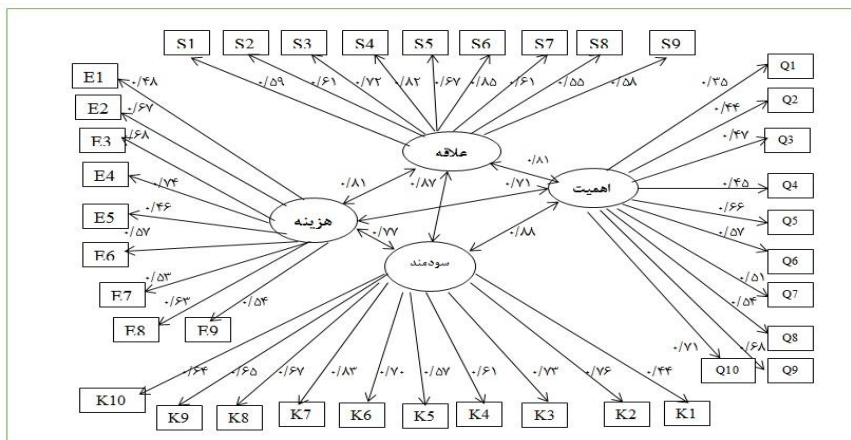 S1 S2 S3 S4 S5 S6 S7 S8 S9
۰/۵۹ ۰/۶۱ ۰/۷۲ ۰/۸۲ ۰/۶۷ ۰/۸۵ ۰/۶۱ ۰/۵۵ ۰/۵۸
E1 ۰/۴۸
E2 ۰/۶۷
E3 ۰/۶۸
E4 ۰/۷۴
E5 ۰/۴۶
E6 ۰/۵۷
E7 ۰/۵۳
E8 ۰/۶۳
E9 ۰/۵۴
علاقه
اهمیت
هزینه
سودمند
۰/۸۱ ۰/۸۷ ۰/۷۱ ۰/۸۱
۰/۷۷ ۰/۸۸
۰/۳۵ Q1
۰/۴۴ Q2
۰/۴۷ Q3
۰/۴۵ Q4
۰/۶۶ Q5
۰/۵۷ Q6
۰/۵۱ Q7
۰/۵۴ Q8
۰/۶۸ Q9
۰/۷۱ Q10
۰/۶۴ ۰/۶۵ ۰/۶۷ ۰/۸۳ ۰/۷۰ ۰/۵۷ ۰/۶۱ ۰/۷۳ ۰/۷۶ ۰/۴۴
K10 K9 K8 K7 K6 K5 K4 K3 K2 K1